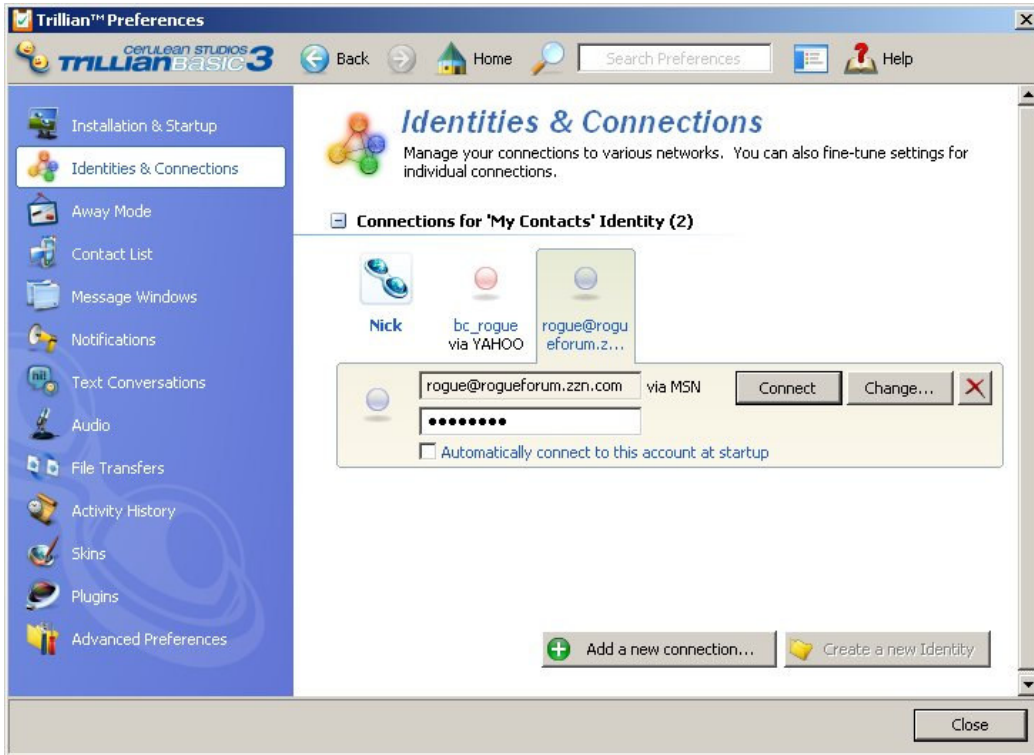 Trillian™ Preferences
cerulean studios
Trillian Basic 3
Back
Home
Search Preferences
Help
Installation & Startup
Identities & Connections
Away Mode
Contact List
Message Windows
Notifications
Text Conversations
Audio
File Transfers
Activity History
Skins
Plugins
Advanced Preferences
Identities & Connections
Manage your connections to various networks. You can also fine-tune settings for
individual connections.
Connections for 'My Contacts' Identity (2)
Nick
bc_rogue
via YAHOO
rogue@rogu
eforum.z...
rogue@rogueforum.zzn.com via MSN Connect Change...
●●●●●●●●
Automatically connect to this account at startup
Add a new connection... Create a new Identity
Close